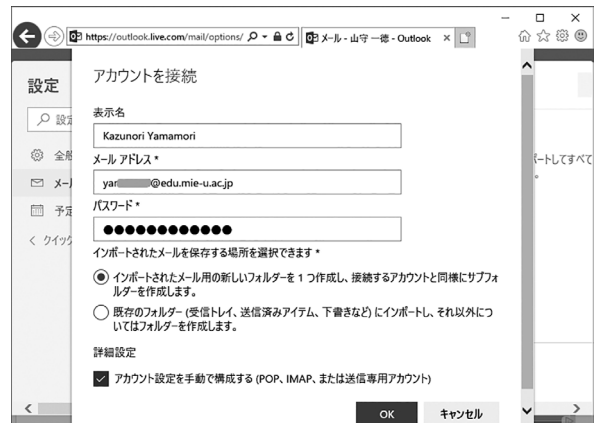 https://outlook.live.com/mail/options/
メール - 山守 一徳 - Outlook
設定
アカウントを接続
表示名
Kazunori Yamamori
メール アドレス *
@edu.mie-u.ac.jp
パスワード *
●●●●●●●●●●●●
インポートされたメールを保存する場所を選択できます *
インポートされたメール用の新しいフォルダーを 1 つ作成し、接続するアカウントと同様にサブフォ
ルダーを作成します。
既存のフォルダー (受信トレイ、送信済みアイテム、下書きなど) にインポートし、それ以外につ
いてはフォルダーを作成します。
詳細設定
アカウント設定を手動で構成する (POP、IMAP、または送信専用アカウント)
OK
キャンセル
設定
全般
メール
予定
クイック
ポートしてすべて